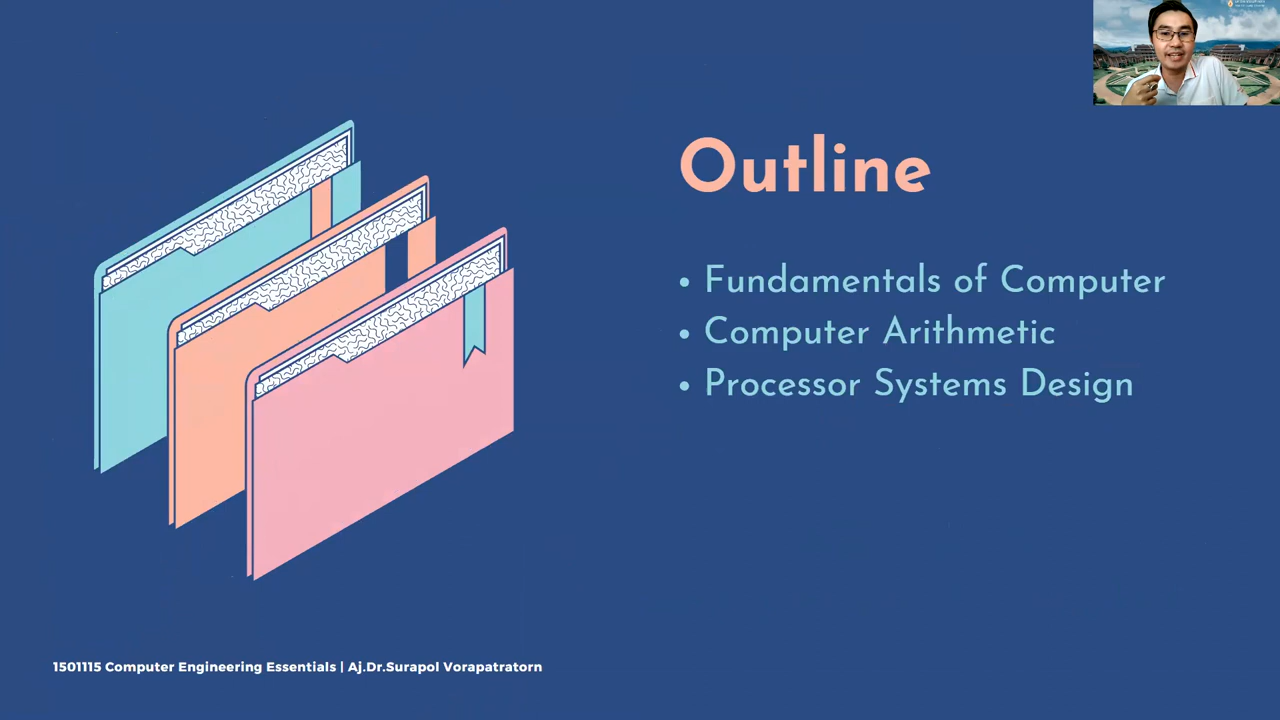 Outline
• Fundamentals of Computer
• Computer Arithmetic
• Processor Systems Design
1501115 Computer Engineering Essentials | Aj.Dr.Surapol Vorapatratorn